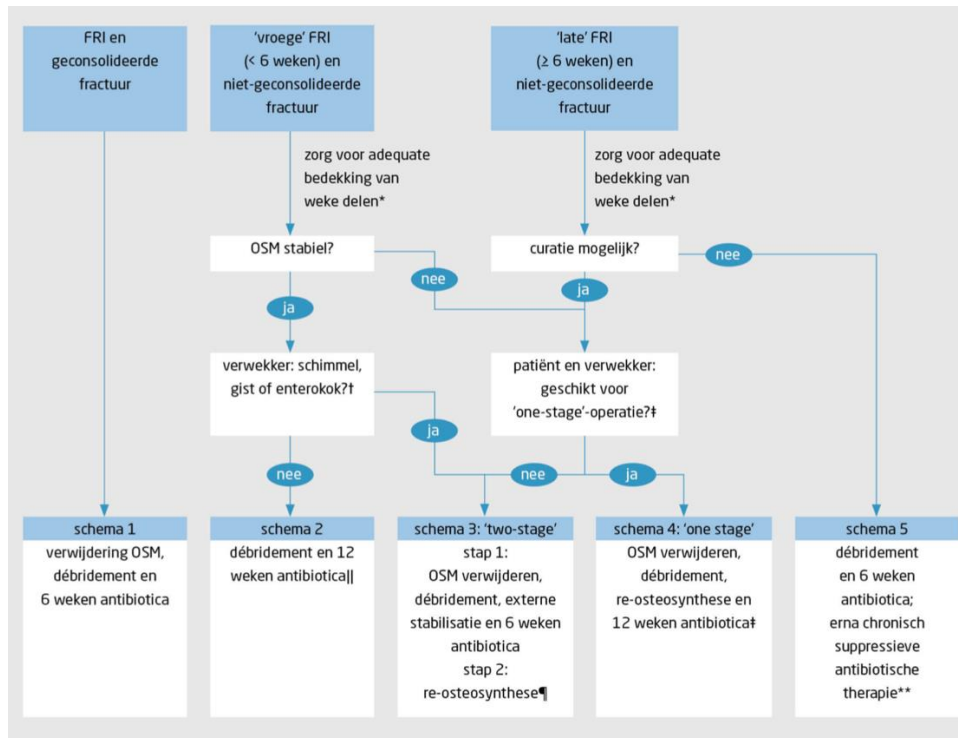 FRI en
geconsolideerde
fractuur
'vroege' FRI
(< 6 weken) en
niet-geconsolideerde
fractuur
'late' FRI
(≥ 6 weken) en
niet-geconsolideerde
fractuur
zorg voor adequate
bedekking van
weke delen*
zorg voor adequate
bedekking van
weke delen*
OSM stabiel?
curatie mogelijk?
nee
nee
ja
ja
verwekker: schimmel,
gist of enterokok?†
patiënt en verwekker:
geschikt voor
'one-stage'-operatie?‡
ja
nee
nee
ja
schema 1
verwijdering OSM,
débridement en
6 weken antibiotica
schema 2
débridement en 12
weken antibiotica||
schema 3: 'two-stage'
stap 1:
OSM verwijderen,
débridement, externe
stabilisatie en 6 weken
antibiotica
stap 2:
re-osteosynthese¶
schema 4: 'one stage'
OSM verwijderen,
débridement,
re-osteosynthese en
12 weken antibiotica‡
schema 5
débridement
en 6 weken
antibiotica;
erna chronisch
suppressieve
antibiotische
therapie**